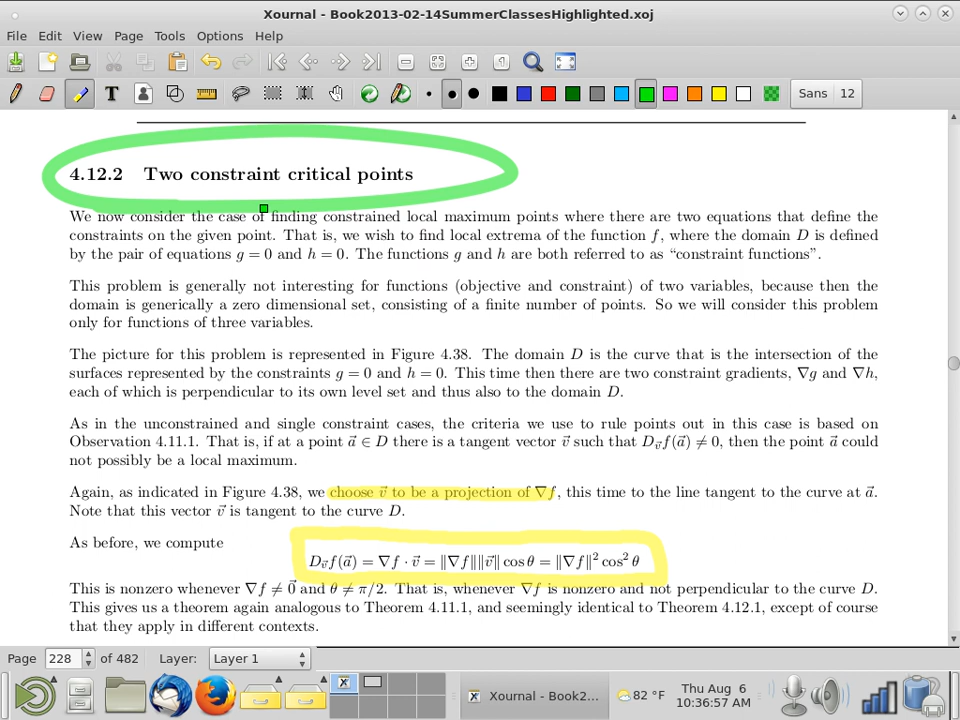 Xournal - Book2013-02-14SummerClassesHighlighted.xoj
File Edit View Page Tools Options Help
T Sans 12
4.12.2 Two constraint critical points
We now consider the case of finding constrained local maximum points where there are two equations that define the
constraints on the given point. That is, we wish to find local extrema of the function f, where the domain D is defined
by the pair of equations g = 0 and h = 0. The functions g and h are both referred to as “constraint functions”.
This problem is generally not interesting for functions (objective and constraint) of two variables, because then the
domain is generically a zero dimensional set, consisting of a finite number of points. So we will consider this problem
only for functions of three variables.
The picture for this problem is represented in Figure 4.38. The domain D is the curve that is the intersection of the
surfaces represented by the constraints g = 0 and h = 0. This time then there are two constraint gradients, ∇g and ∇h,
each of which is perpendicular to its own level set and thus also to the domain D.
As in the unconstrained and single constraint cases, the criteria we use to rule points out in this case is based on
Observation 4.11.1. That is, if at a point a⃗ ∈ D there is a tangent vector v⃗ such that D_v⃗ f(a⃗) ≠ 0, then the point a⃗ could
not possibly be a local maximum.
Again, as indicated in Figure 4.38, we choose v⃗ to be a projection of ∇f, this time to the line tangent to the curve at a⃗.
Note that this vector v⃗ is tangent to the curve D.
As before, we compute
D_v⃗ f(a⃗) = ∇f · v⃗ = ‖∇f‖‖v⃗‖ cos θ = ‖∇f‖² cos² θ
This is nonzero whenever ∇f ≠ 0⃗ and θ ≠ π/2. That is, whenever ∇f is nonzero and not perpendicular to the curve D.
This gives us a theorem again analogous to Theorem 4.11.1, and seemingly identical to Theorem 4.12.1, except of course
that they apply in different contexts.
Page 228 of 482 Layer: Layer 1
Xournal - Book2... 82 °F Thu Aug 6
10:36:57 AM